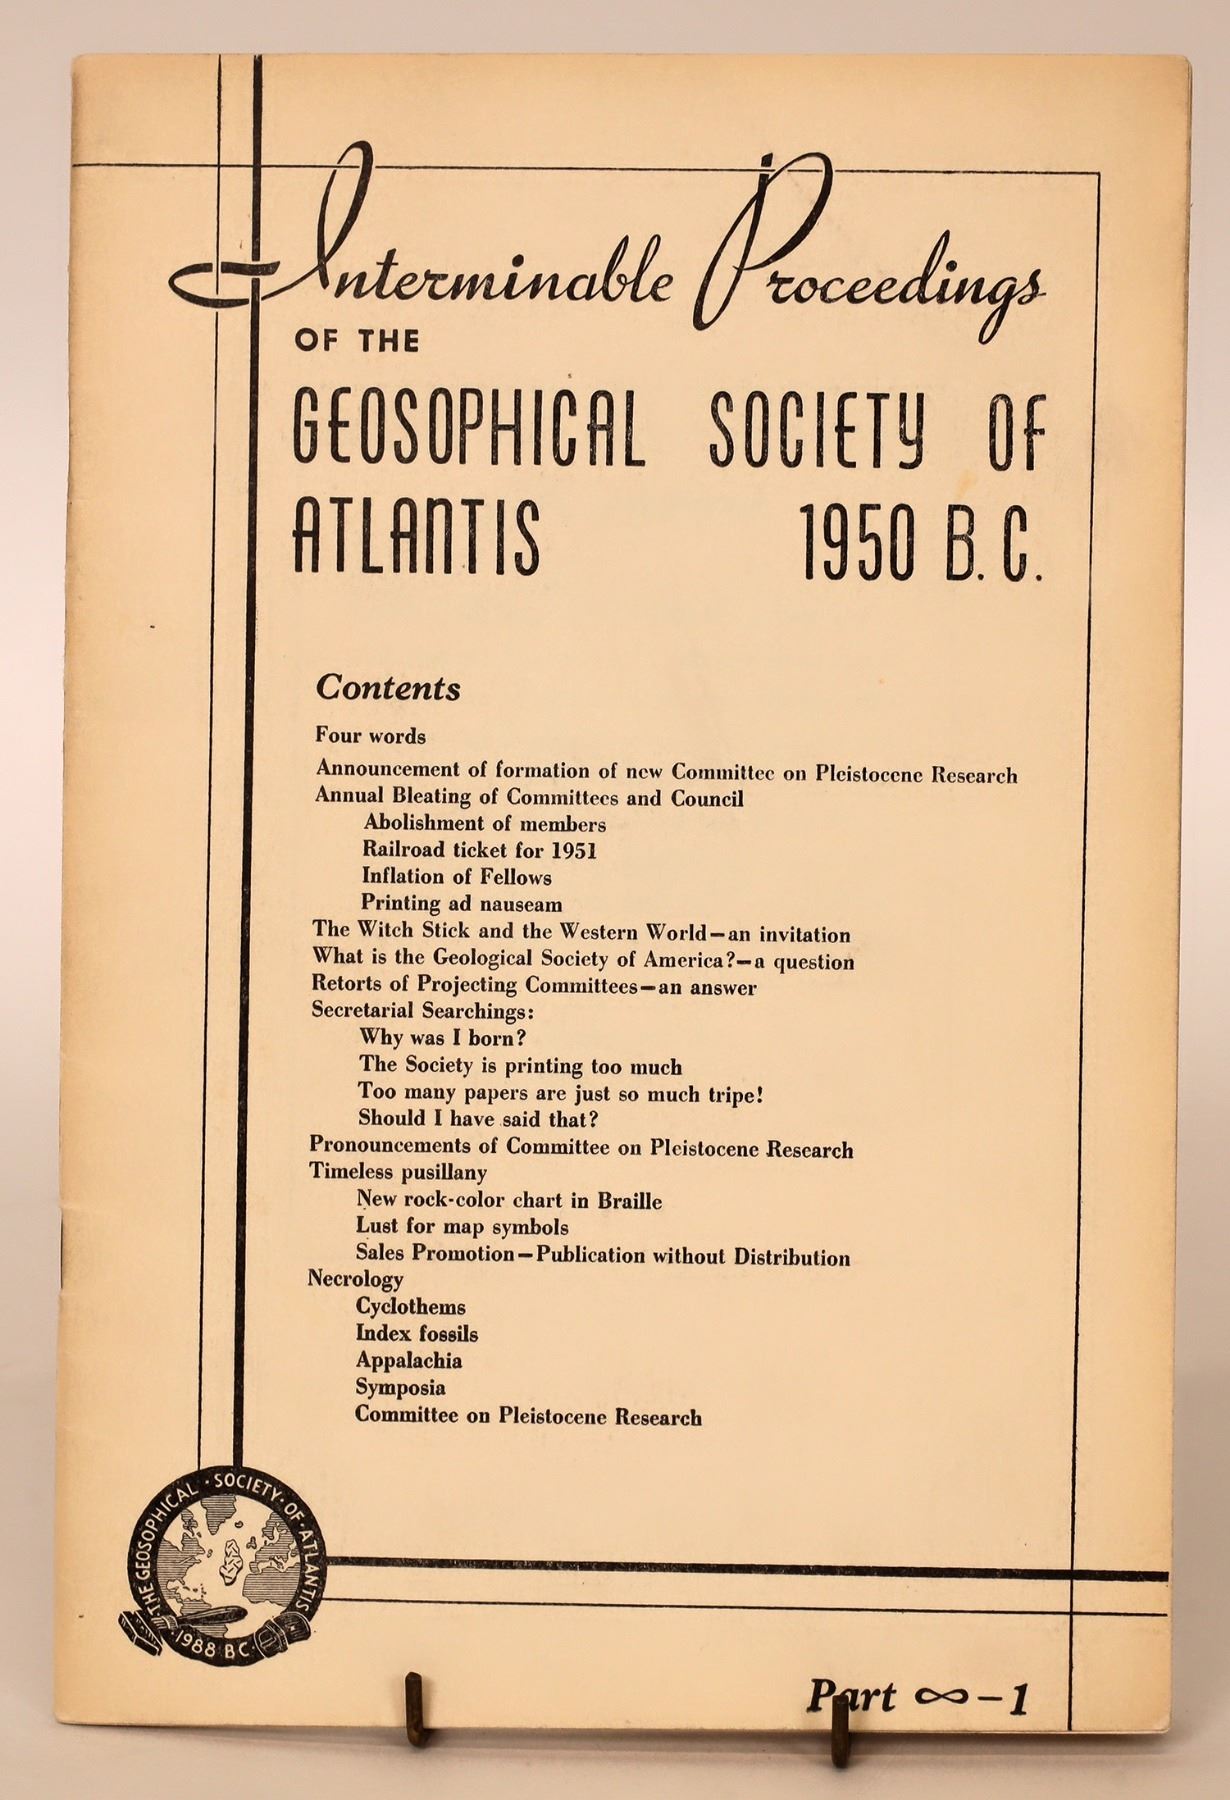 Interminable Proceedings
OF THE
GEOSOPHICAL SOCIETY OF
ATLANTIS 1950 B.C.
Contents
Four words
Announcement of formation of new Committee on Pleistocene Research
Annual Bleating of Committees and Council
Abolishment of members
Railroad ticket for 1951
Inflation of Fellows
Printing ad nauseam
The Witch Stick and the Western World—an invitation
What is the Geological Society of America?—a question
Retorts of Projecting Committees—an answer
Secretarial Searchings:
Why was I born?
The Society is printing too much
Too many papers are just so much tripe!
Should I have said that?
Pronouncements of Committee on Pleistocene Research
Timeless pusillany
New rock-color chart in Braille
Lust for map symbols
Sales Promotion—Publication without Distribution
Necrology
Cyclothems
Index fossils
Appalachia
Symposia
Committee on Pleistocene Research
THE GEOSOPHICAL · SOCIETY · OF · ATLANTIS
· 1988 B C ·
Part ∞–1